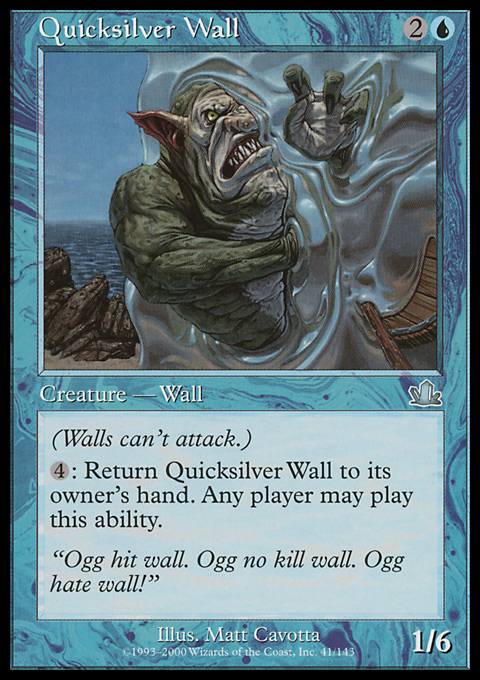 Quicksilver Wall 2
Creature — Wall
(Walls can't attack.)
4: Return Quicksilver Wall to its
owner's hand. Any player may play
this ability.
“Ogg hit wall. Ogg no kill wall. Ogg
hate wall!”
Illus. Matt Cavotta
©1993–2000 Wizards of the Coast, Inc. 41/143
1/6